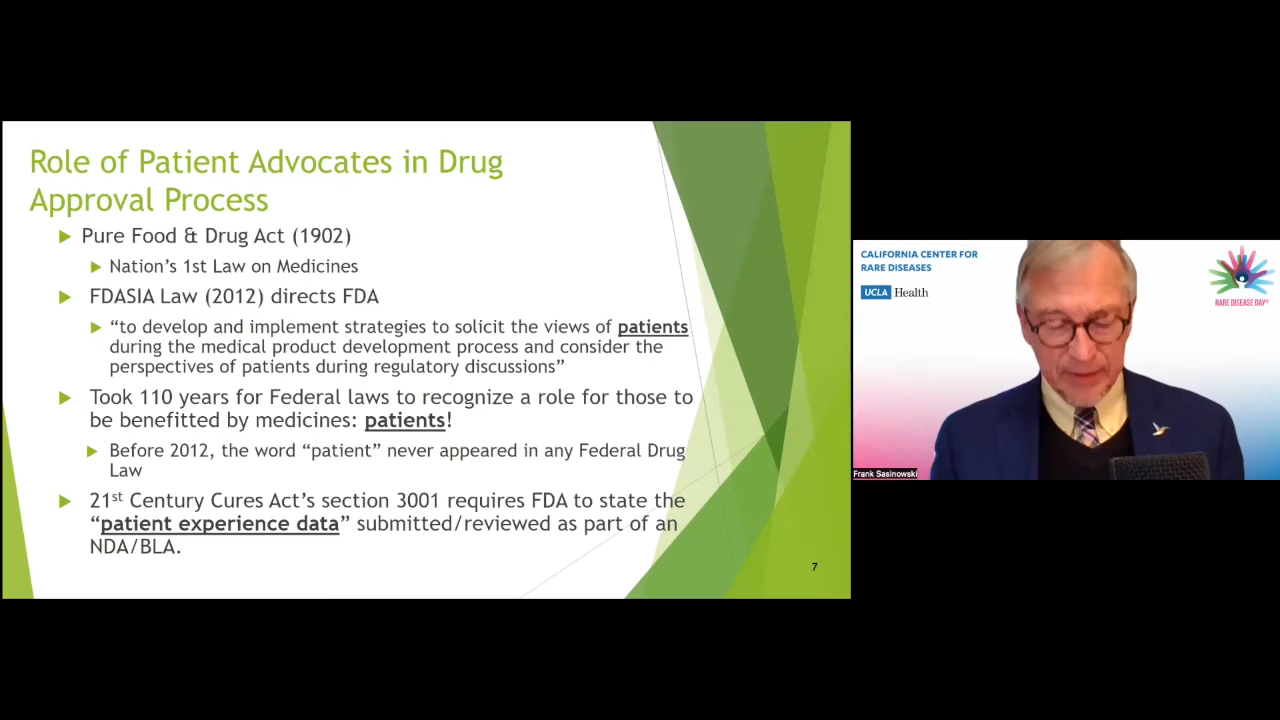 Role of Patient Advocates in Drug
Approval Process
Pure Food & Drug Act (1902)
Nation's 1st Law on Medicines
FDASIA Law (2012) directs FDA
“to develop and implement strategies to solicit the views of patients
during the medical product development process and consider the
perspectives of patients during regulatory discussions”
Took 110 years for Federal laws to recognize a role for those to
be benefitted by medicines: patients!
Before 2012, the word “patient” never appeared in any Federal Drug
Law
21st Century Cures Act's section 3001 requires FDA to state the
“patient experience data” submitted/reviewed as part of an
NDA/BLA.
7
CALIFORNIA CENTER FOR
RARE DISEASES
UCLA Health
RARE DISEASE DAY®
Frank Sasinowski